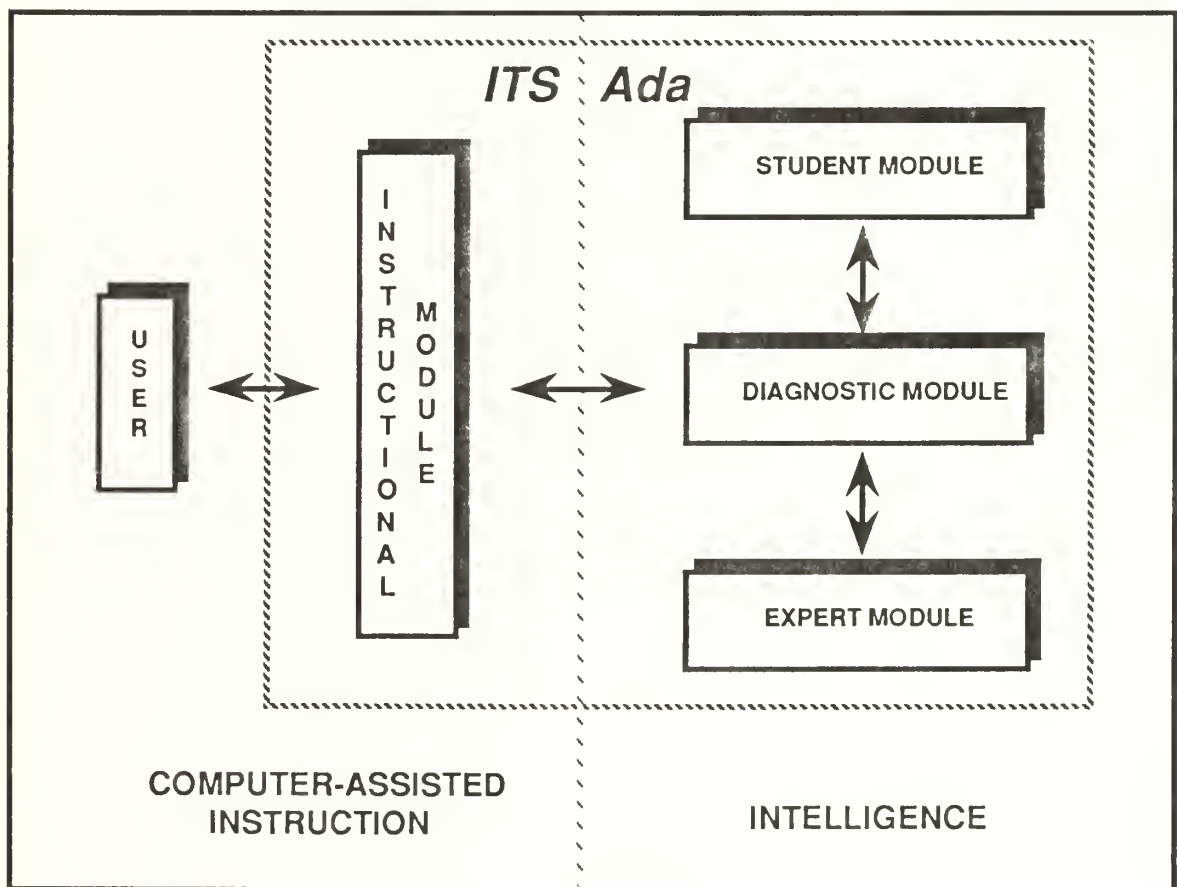 ITS Ada
USER
INSTRUCTIONAL
MODULE
STUDENT MODULE
DIAGNOSTIC MODULE
EXPERT MODULE
COMPUTER-ASSISTED
INSTRUCTION
INTELLIGENCE